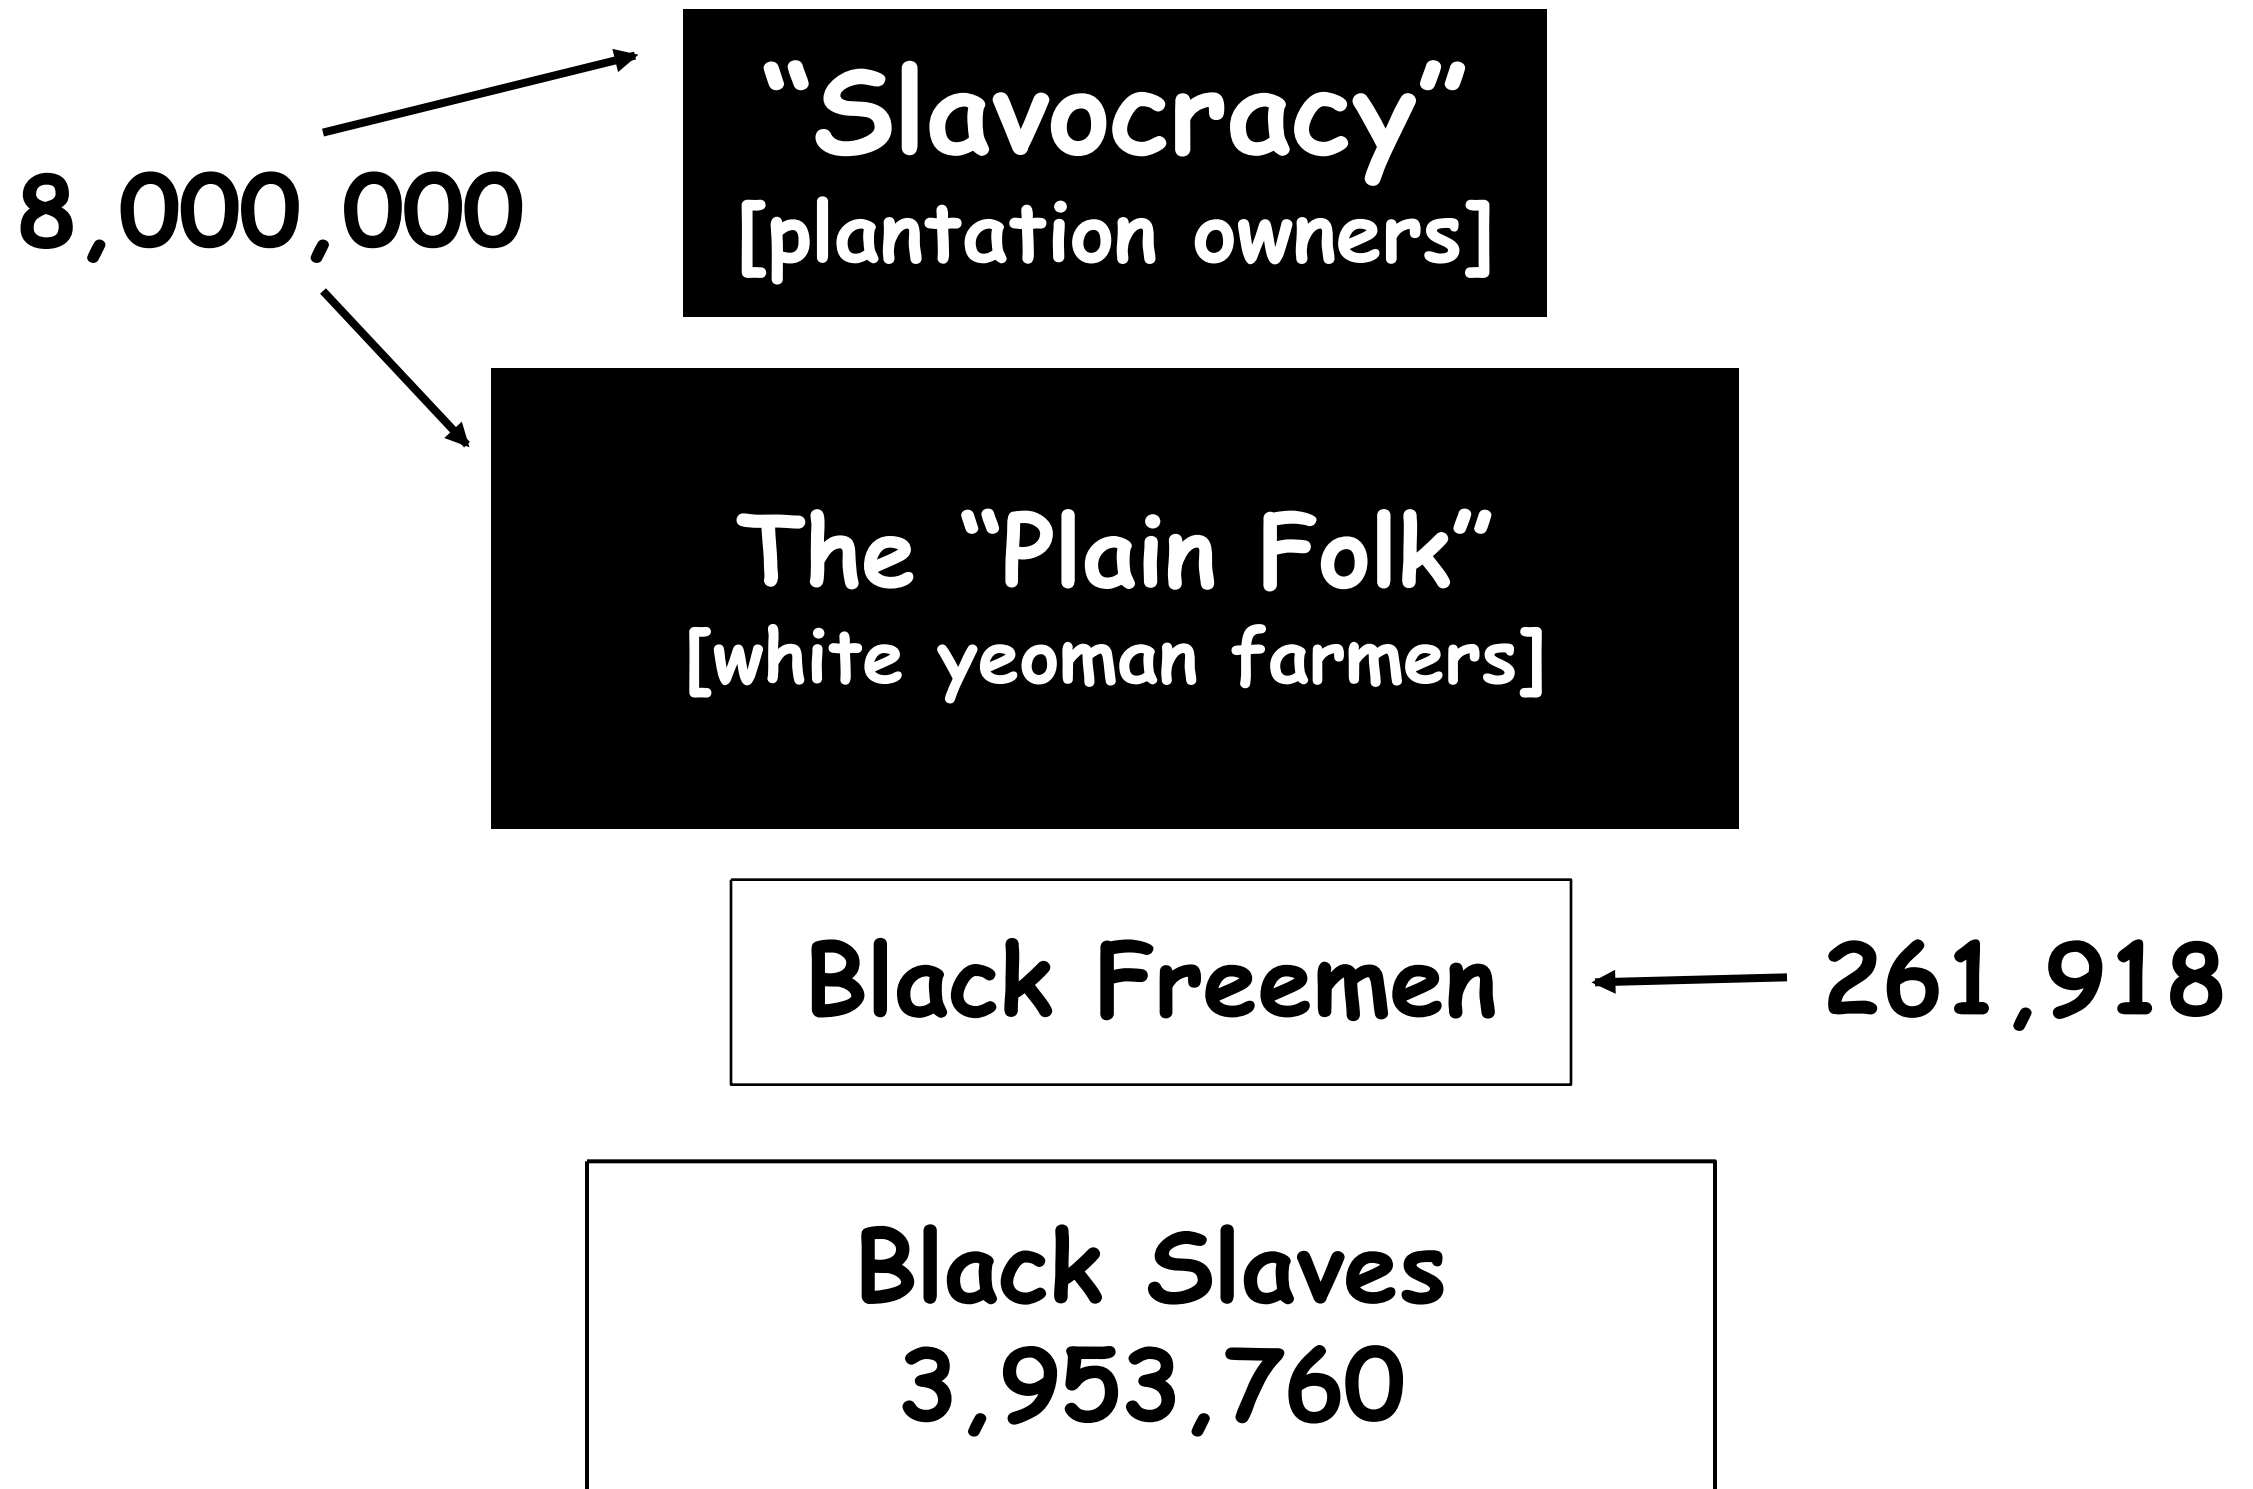 “Slavocracy”
[plantation owners]
8,000,000
The “Plain Folk”
[white yeoman farmers]
Black Freemen
261,918
Black Slaves
3,953,760